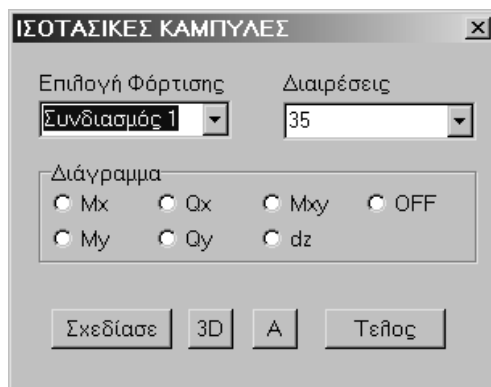 ΙΣΟΤΑΣΙΚΕΣ ΚΑΜΠΥΛΕΣ
Επιλογή Φόρτισης Διαιρέσεις
Συνδιασμός 1 35
Διάγραμμα
Mx Qx Mxy OFF
My Qy dz
Σχεδίασε 3D A Τελος